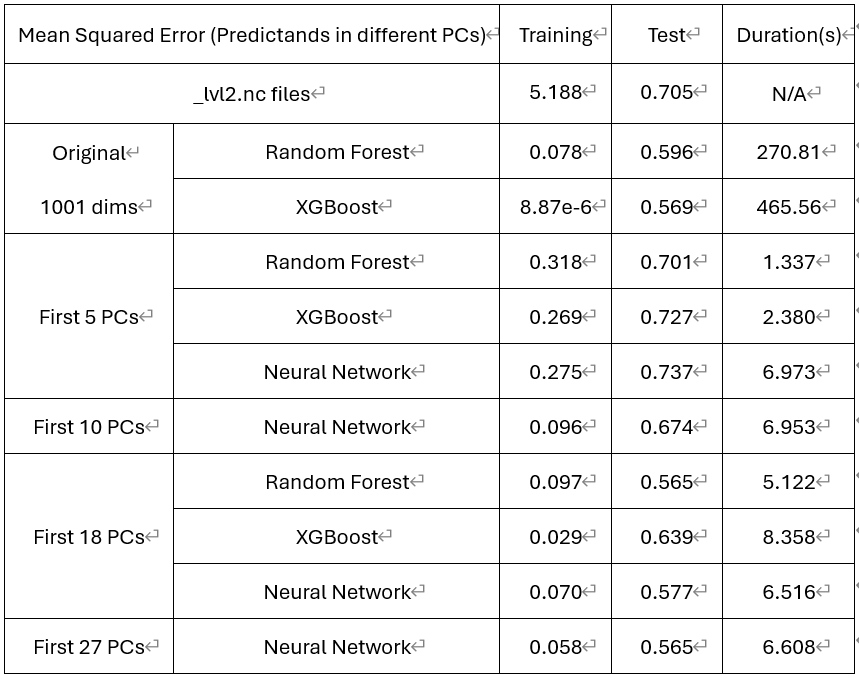 Mean Squared Error (Predictands in different PCs) Training Test Duration(s)
_lvl2.nc files 5.188 0.705 N/A
Original Random Forest 0.078 0.596 270.81
1001 dims XGBoost 8.87e-6 0.569 465.56
Random Forest 0.318 0.701 1.337
First 5 PCs XGBoost 0.269 0.727 2.380
Neural Network 0.275 0.737 6.973
First 10 PCs Neural Network 0.096 0.674 6.953
Random Forest 0.097 0.565 5.122
First 18 PCs XGBoost 0.029 0.639 8.358
Neural Network 0.070 0.577 6.516
First 27 PCs Neural Network 0.058 0.565 6.608